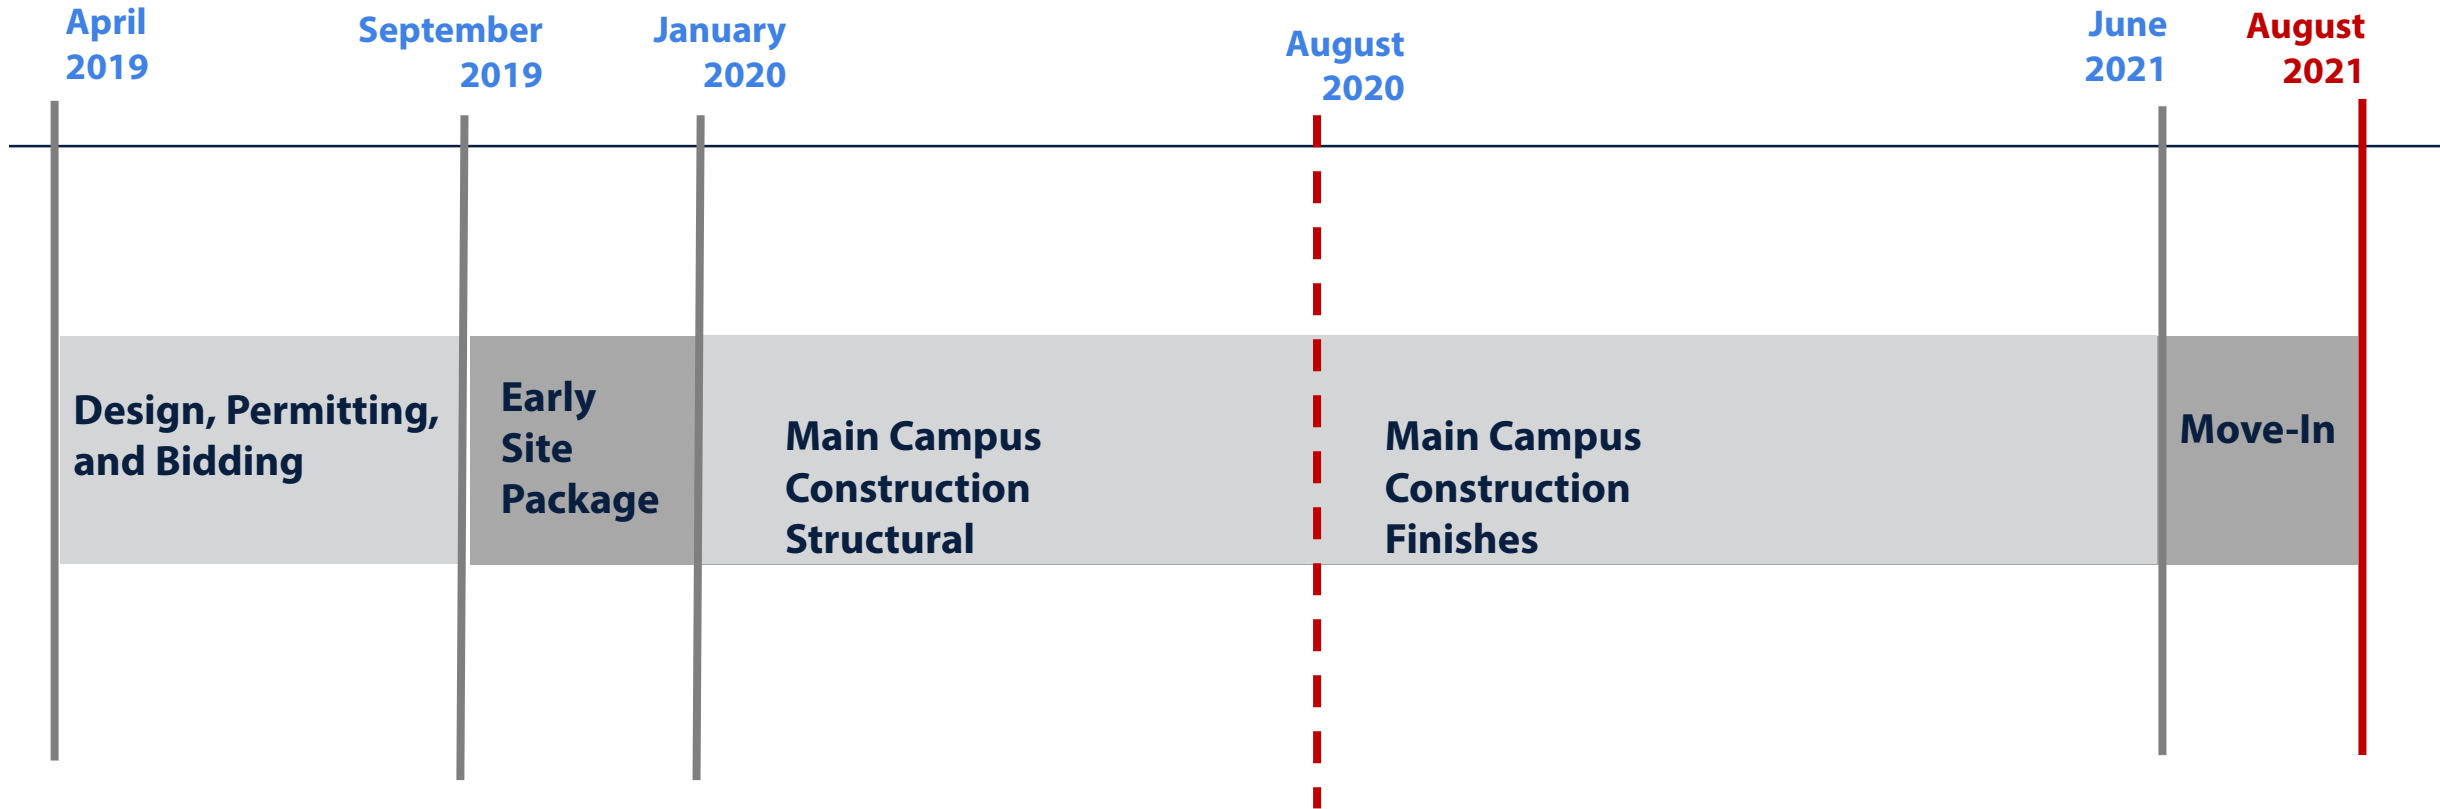 April
2019
September
2019
January
2020
August
2020
June
2021
August
2021
Design, Permitting,
and Bidding
Early
Site
Package
Main Campus
Construction
Structural
Main Campus
Construction
Finishes
Move-In